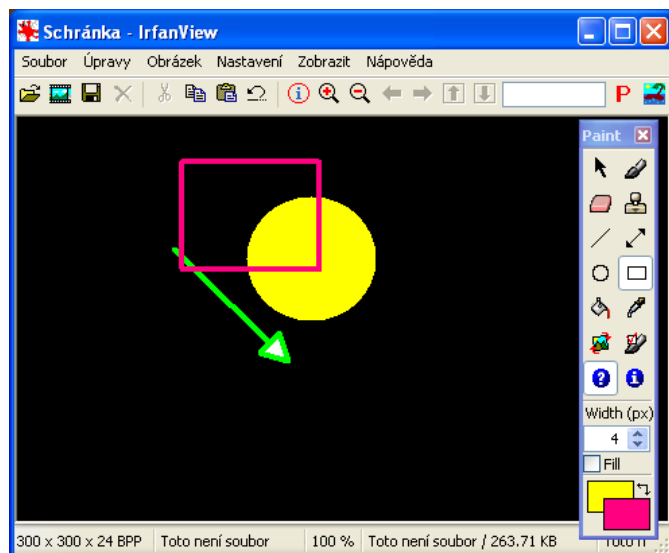 Schránka - IrfanView
Soubor Úpravy Obrázek Nastavení Zobrazit Nápověda
P
Paint
Width (px)
4
Fill
300 x 300 x 24 BPP Toto není soubor 100 % Toto není soubor / 263.71 KB Toto n